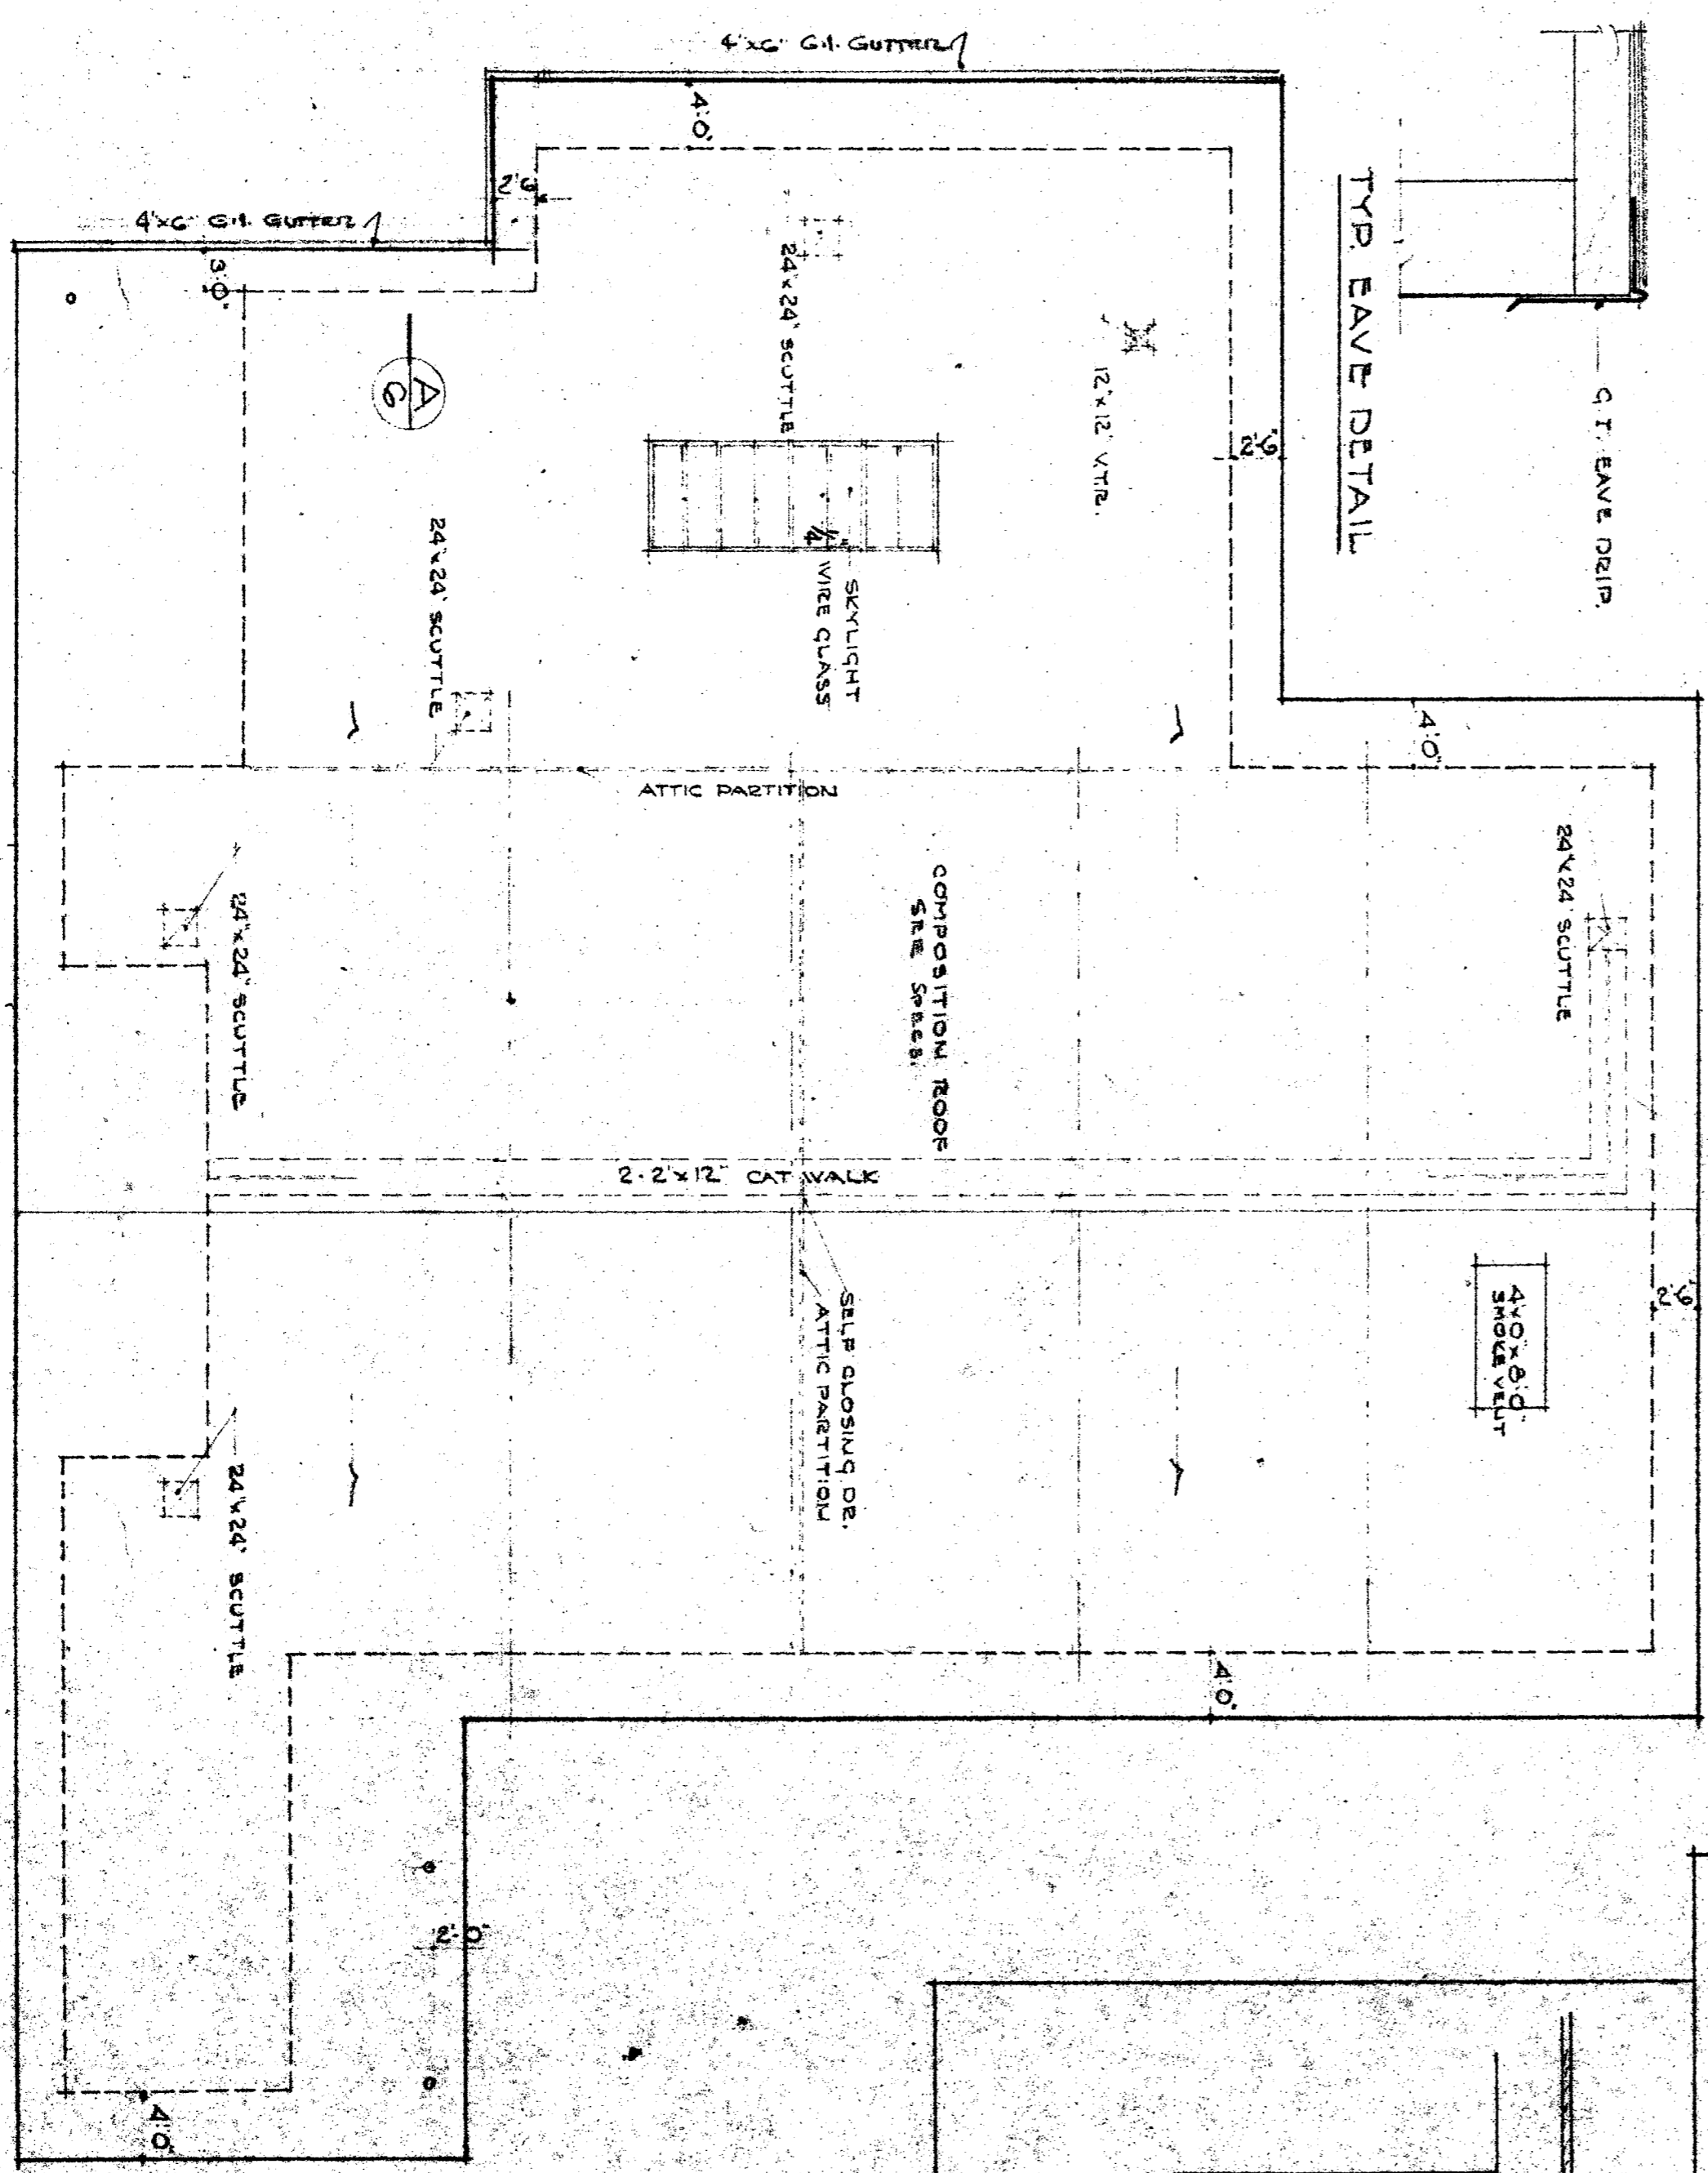 4"x6" G.I. GUTTER
4'0"
2'6
4"x6" G.I. GUTTER
3'0"
24"x24" SCUTTLE
12"x12" V.T.R.
TYP. EAVE DETAIL
G.I. EAVE DRIP.
A
6
2'6"
24"x24" SCUTTLE
SKYLIGHT
1/4" WIRE GLASS
4'0"
ATTIC PARTITION
24"x24" SCUTTLE
COMPOSITION ROOF
SEE SPECS.
24"x24" SCUTTLE
2-2"x12" CAT WALK
SELF CLOSING DR.
ATTIC PARTITION
4'0"x8'0"
SMOKE VENT
2'6"
24"x24" SCUTTLE
4'0"
2'-0"
4'0"